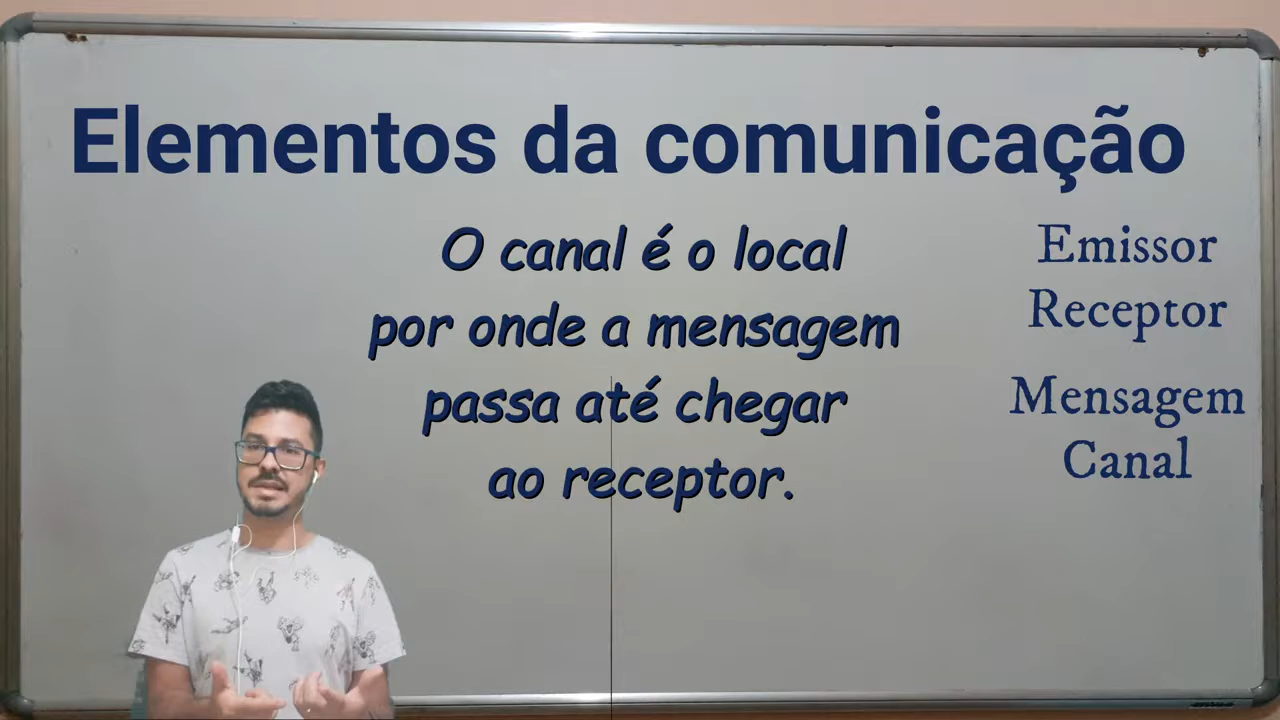 Elementos da comunicação
O canal é o local
por onde a mensagem
passa até chegar
ao receptor.
Emissor
Receptor
Mensagem
Canal